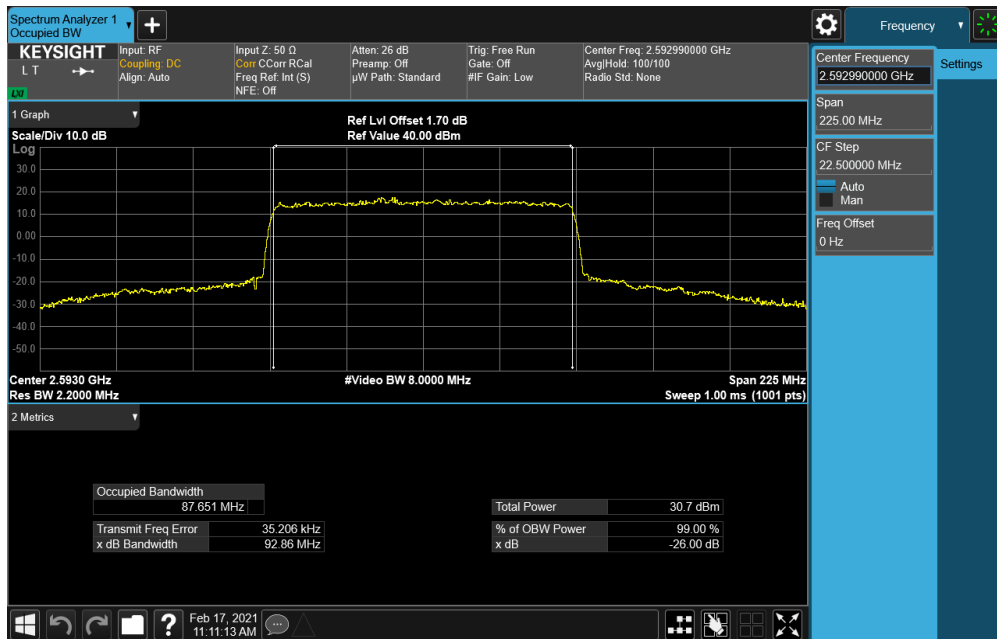 Spectrum Analyzer 1
Occupied BW
Frequency
KEYSIGHT
L T
LXI
Input: RF
Coupling: DC
Align: Auto
Input Z: 50 Ω
Corr CCorr RCal
Freq Ref: Int (S)
NFE: Off
Atten: 26 dB
Preamp: Off
µW Path: Standard
Trig: Free Run
Gate: Off
#IF Gain: Low
Center Freq: 2.592990000 GHz
Avg|Hold: 100/100
Radio Std: None
Center Frequency
2.592990000 GHz
Settings
Span
225.00 MHz
CF Step
22.500000 MHz
Auto
Man
Freq Offset
0 Hz
1 Graph
Scale/Div 10.0 dB
Ref Lvl Offset 1.70 dB
Ref Value 40.00 dBm
Log
30.0
20.0
10.0
0.00
-10.0
-20.0
-30.0
-40.0
-50.0
Center 2.5930 GHz
#Video BW 8.0000 MHz
Span 225 MHz
Res BW 2.2000 MHz
Sweep 1.00 ms (1001 pts)
2 Metrics
Occupied Bandwidth
87.651 MHz
Total Power 30.7 dBm
Transmit Freq Error 35.206 kHz
% of OBW Power 99.00 %
x dB Bandwidth 92.86 MHz
x dB -26.00 dB
?
Feb 17, 2021
11:11:13 AM